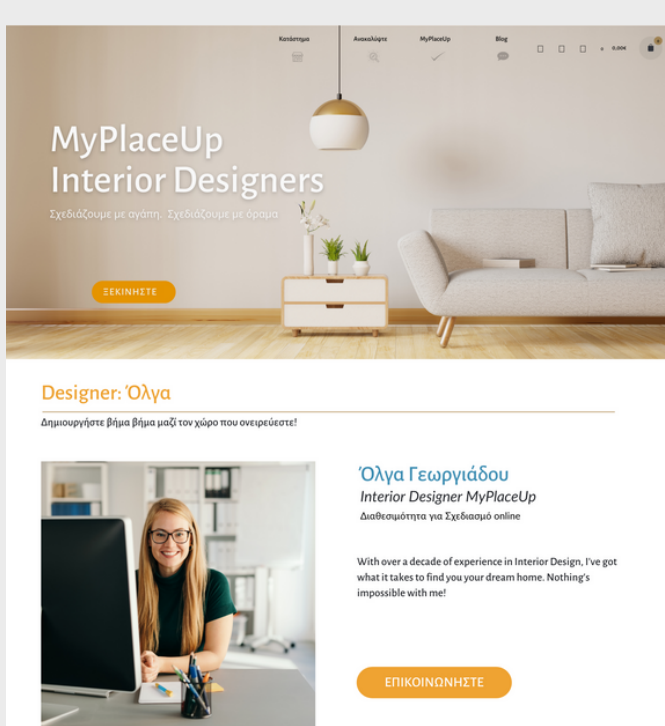 Κατάστημα Ανακαλύψτε MyPlaceUp Blog
0.00€
MyPlaceUp
Interior Designers
Σχεδιάζουμε με αγάπη. Σχεδιάζουμε με όραμα
ΞΕΚΙΝΗΣΤΕ
Designer: Όλγα
Δημιουργήστε βήμα βήμα μαζί τον χώρο που ονειρεύεστε!
Όλγα Γεωργιάδου
Interior Designer MyPlaceUp
Διαθεσιμότητα για Σχεδιασμό online
With over a decade of experience in Interior Design, I've got
what it takes to find you your dream home. Nothing's
impossible with me!
ΕΠΙΚΟΙΝΩΝΗΣΤΕ